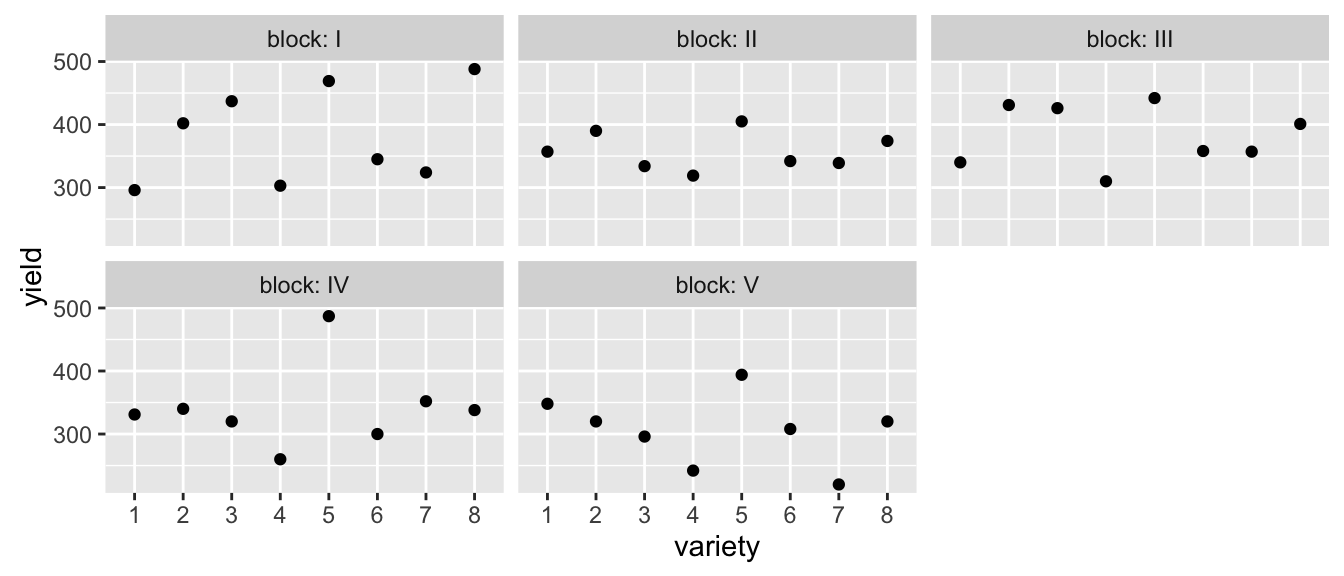 block: I
block: II
block: III
500
400
300
yield
block: IV
block: V
500
400
300
1 2 3 4 5 6 7 8
1 2 3 4 5 6 7 8
variety